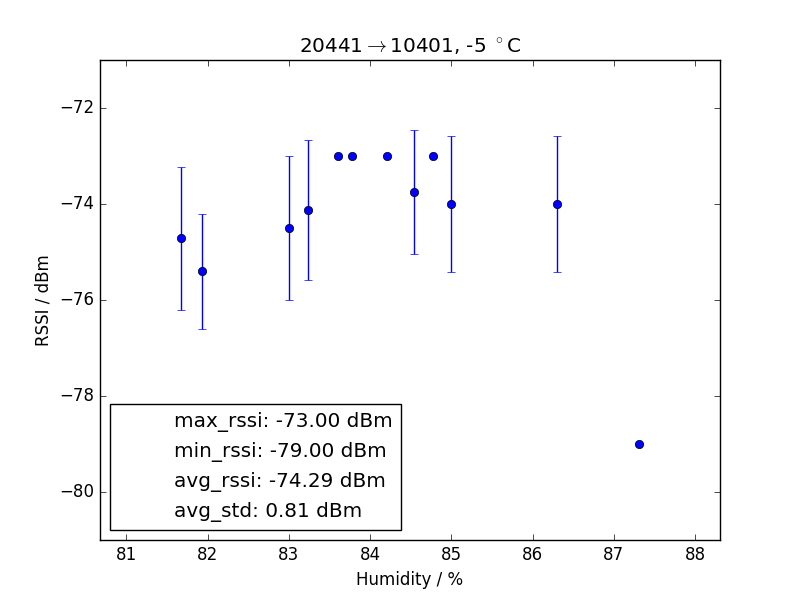 20441→10401, -5 °C
RSSI / dBm
−72
−74
−76
−78
−80
max_rssi: -73.00 dBm
min_rssi: -79.00 dBm
avg_rssi: -74.29 dBm
avg_std: 0.81 dBm
81 82 83 84 85 86 87 88
Humidity / %